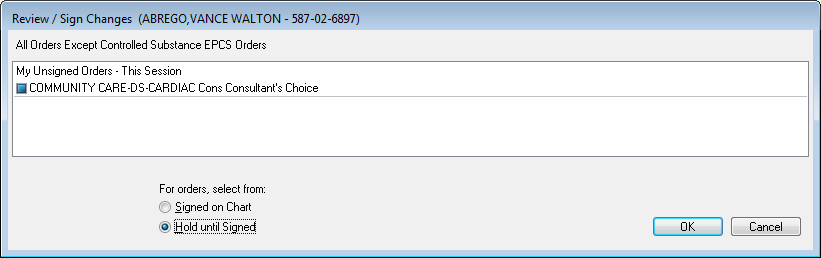 Review / Sign Changes (ABREGO,VANCE WALTON - 587-02-6897)
All Orders Except Controlled Substance EPCS Orders
My Unsigned Orders - This Session
COMMUNITY CARE-DS-CARDIAC Cons Consultant's Choice
For orders, select from:
Signed on Chart
Hold until Signed
OK Cancel